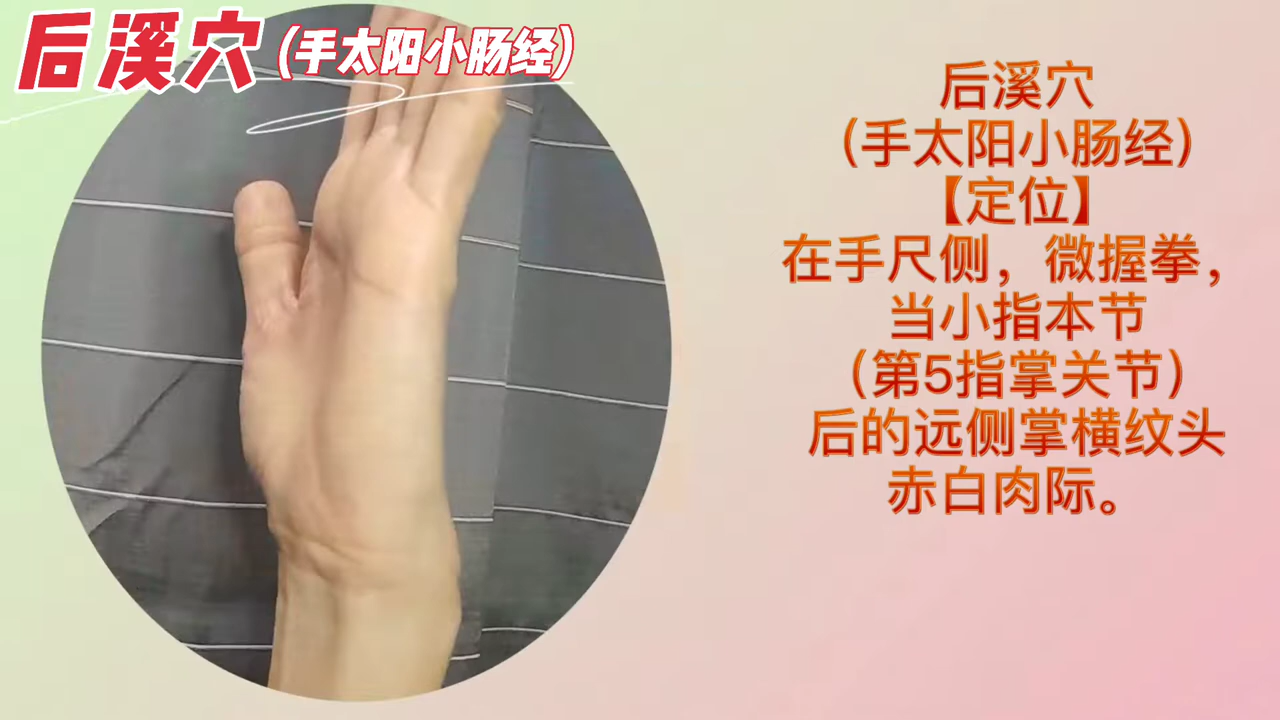 后溪穴(手太阳小肠经)
后溪穴
（手太阳小肠经）
【定位】
在手尺侧，微握拳，
当小指本节
（第5指掌关节）
后的远侧掌横纹头
赤白肉际。